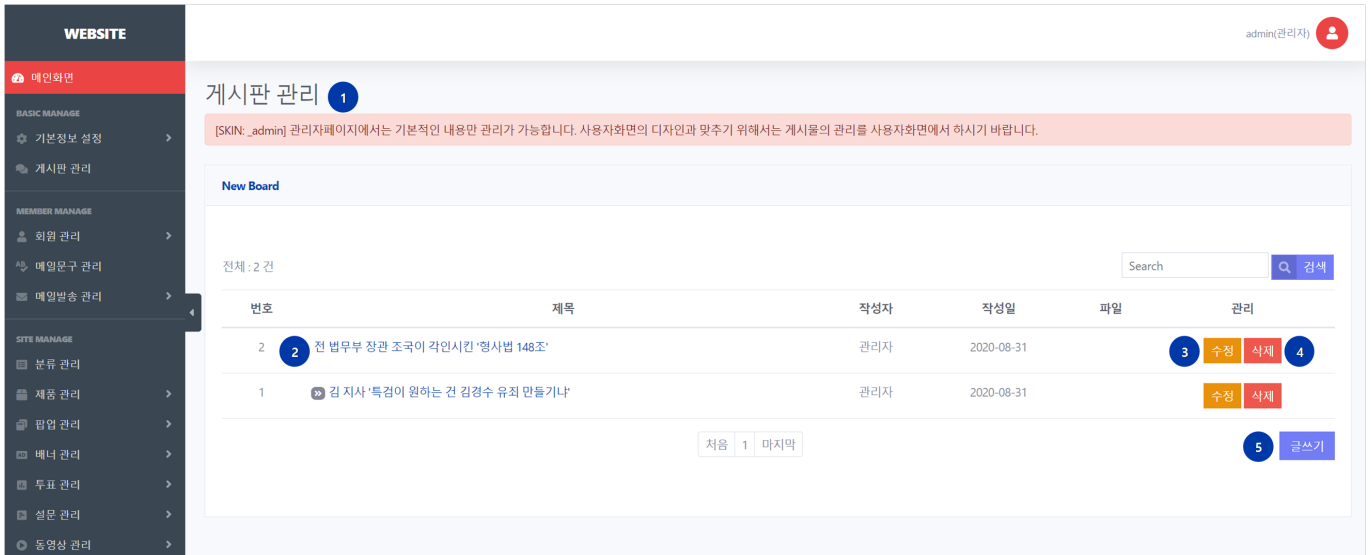 WEBSITE
admin(관리자)
메인화면
게시판 관리 1
BASIC MANAGE
[SKIN: _admin] 관리자페이지에서는 기본적인 내용만 관리가 가능합니다. 사용자화면의 디자인과 맞추기 위해서는 게시물의 관리를 사용자화면에서 하시기 바랍니다.
기본정보 설정
게시판 관리
New Board
MEMBER MANAGE
회원 관리
메일문구 관리
전체 : 2 건
Search 검색
메일발송 관리
번호 제목 작성자 작성일 파일 관리
SITE MANAGE
2 2 전 법무부 장관 조국이 각인시킨 '형사법 148조' 관리자 2020-08-31 3 수정 삭제 4
분류 관리
제품 관리
1 김 지사 '특검이 원하는 건 김경수 유죄 만들기냐' 관리자 2020-08-31 수정 삭제
팝업 관리
처음 1 마지막 5 글쓰기
배너 관리
투표 관리
설문 관리
동영상 관리